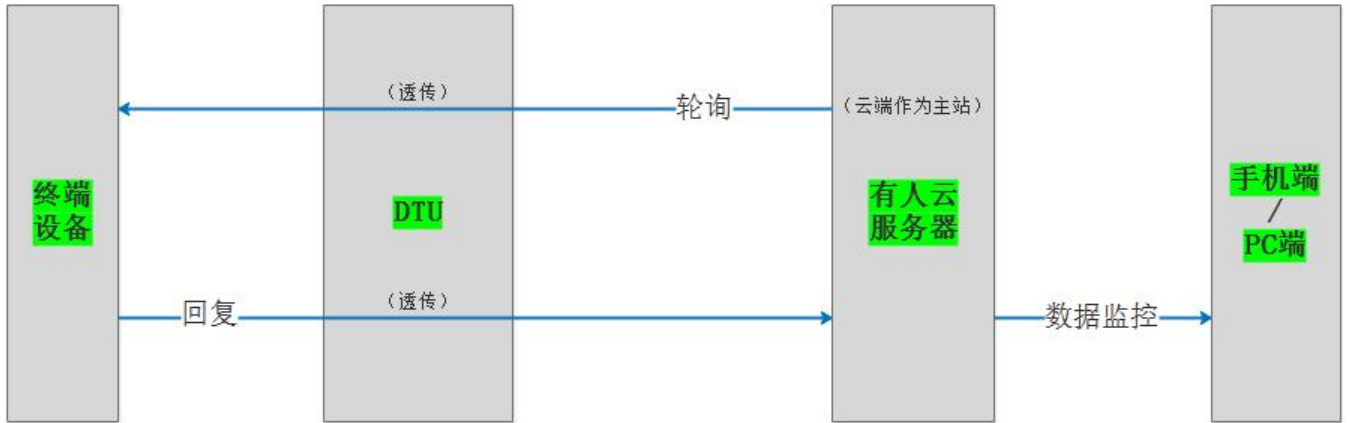 （透传）
轮询
（云端作为主站）
终端
设备
DTU
有人云
服务器
手机端
/
PC端
回复
（透传）
数据监控